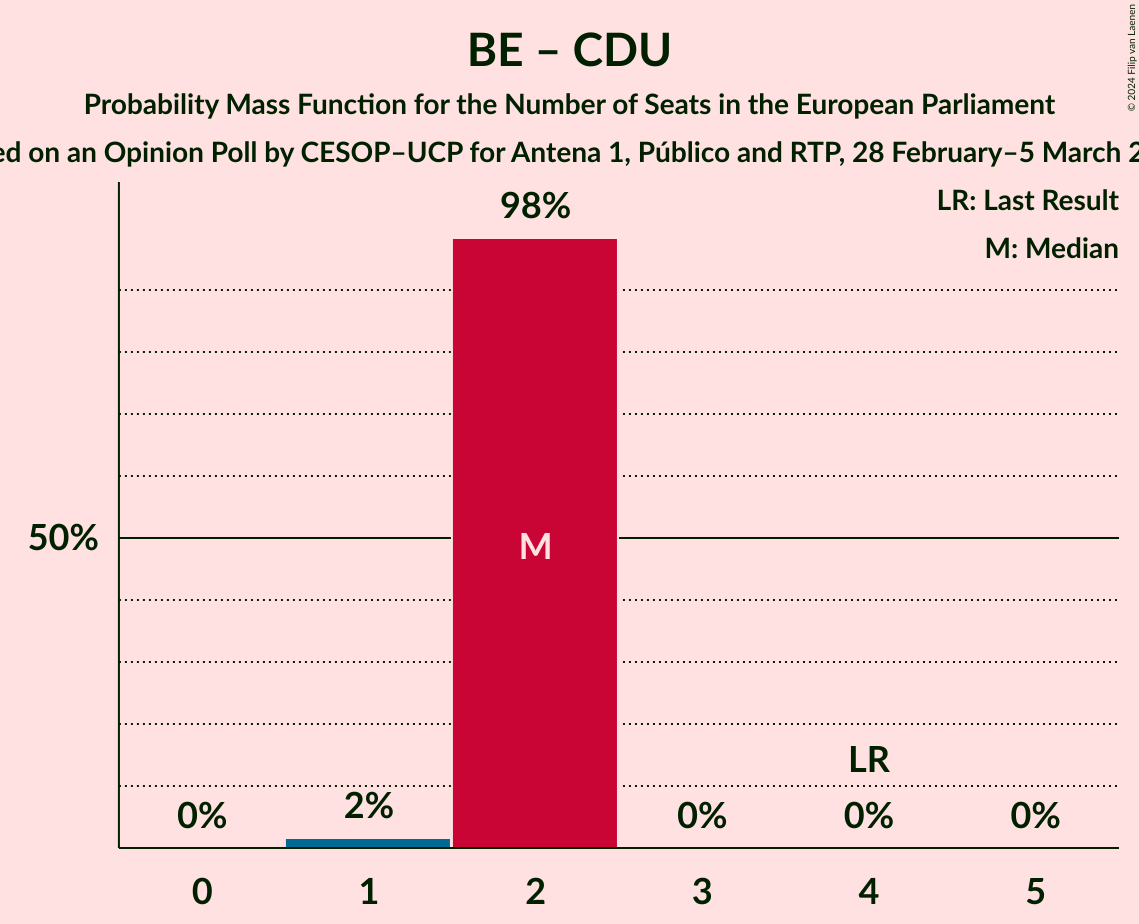 BE – CDU
Probability Mass Function for the Number of Seats in the European Parliament
on an Opinion Poll by CESOP–UCP for Antena 1, Público and RTP, 28 February–5 March
© 2024 Filip van Laenen
LR: Last Result
M: Median
98%
50%
M
LR
0%
2%
0%
0%
0%
0 1 2 3 4 5